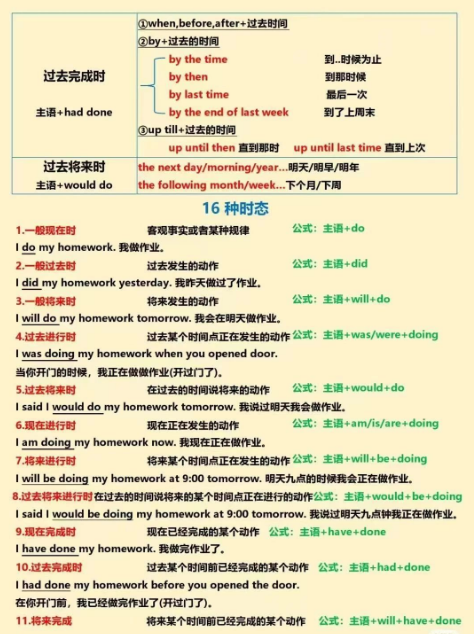 过去完成时
主语+had done
①when,before,after+过去时间
②by+过去的时间
by the time 到..时候为止
by then 到那时候
by last time 最后一次
by the end of last week 到了上周末
③up till+过去的时间
up until then 直到那时 up until last time 直到上次
过去将来时
主语+would do
the next day/morning/year...明天/明早/明年
the following month/week...下个月/下周
16 种时态
1.一般现在时 客观事实或者某种规律 公式：主语+do
I do my homework. 我做作业。
2.一般过去时 过去发生的动作 公式：主语+did
I did my homework yesterday. 我昨天做过了作业。
3.一般将来时 将来发生的动作 公式：主语+will+do
I will do my homework tomorrow. 我会在明天做作业。
4.过去进行时 过去某个时间点正在发生的动作 公式：主语+was/were+doing
I was doing my homework when you opened door.
当你开门的时候，我正在做做作业(开过门了)。
5.过去将来时 在过去的时间说将来的动作 公式：主语+would+do
I said I would do my homework tomorrow. 我说过明天我会做作业。
6.现在进行时 现在正在发生的动作 公式：主语+am/is/are+doing
I am doing my homework now. 我现在正在做作业。
7.将来进行时 将来某个时间点正在发生的动作 公式：主语+will+be+doing
I will be doing my homework at 9:00 tomorrow. 明天九点的时候我会正在做作业。
8.过去将来进行时 在过去的时间说将来的某个时间点正在进行的动作 公式：主语+would+be+doing
I said I would be doing my homework at 9:00 tomorrow. 我说过明天九点钟我正在做作业。
9.现在完成时 现在已经完成的某个动作 公式：主语+have+done
I have done my homework. 我做完作业了。
10.过去完成时 过去某个时间前已经完成的某个动作 公式：主语+had+done
I had done my homework before you opened the door.
在你开门前，我已经做完作业了(开过门了)。
11.将来完成 将来某个时间前已经完成的某个动作 公式：主语+will+have+done